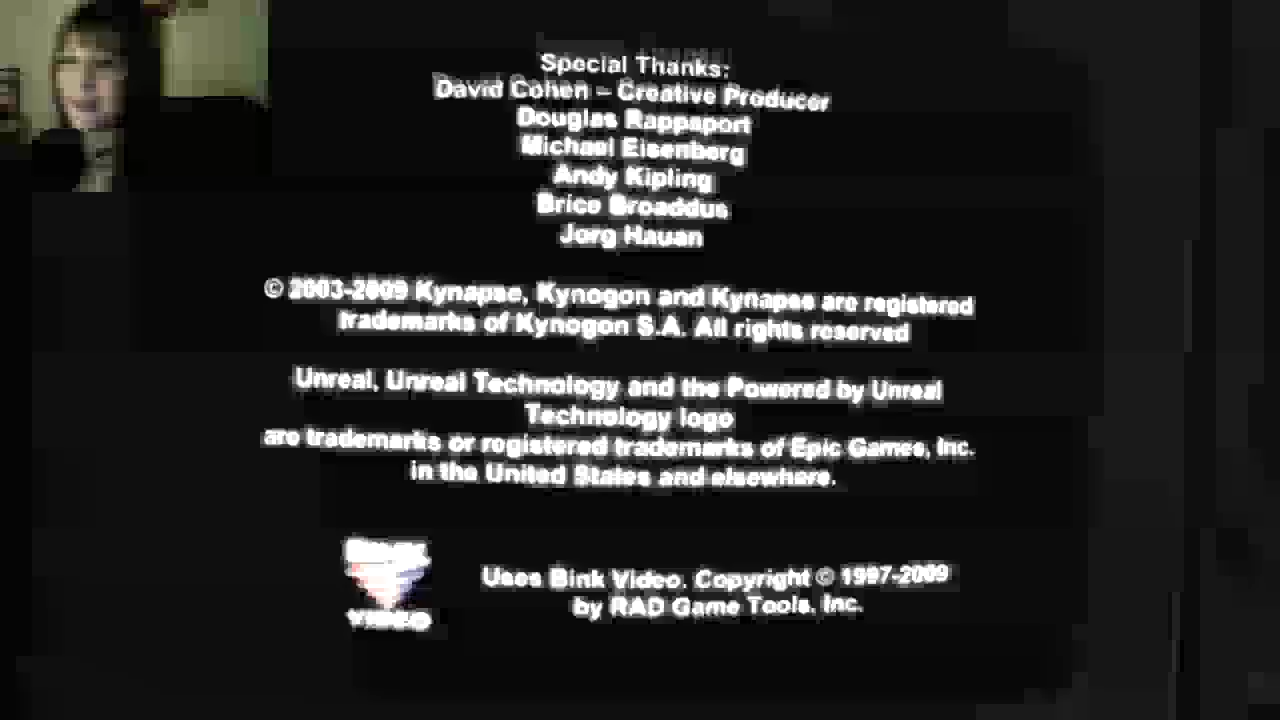 Special Thanks:
David Cohen – Creative Producer
Douglas Rappaport
Michael Eisenberg
Andy Kipling
Brice Broaddus
Jorg Hauan
© 2003-2009 Kynapse, Kynogon and Kynapse are registered
trademarks of Kynogon S.A. All rights reserved
Unreal, Unreal Technology and the Powered by Unreal
Technology logo
are trademarks or registered trademarks of Epic Games, Inc.
in the United States and elsewhere.
VIDEO
Uses Bink Video. Copyright © 1997-2009
by RAD Game Tools, Inc.